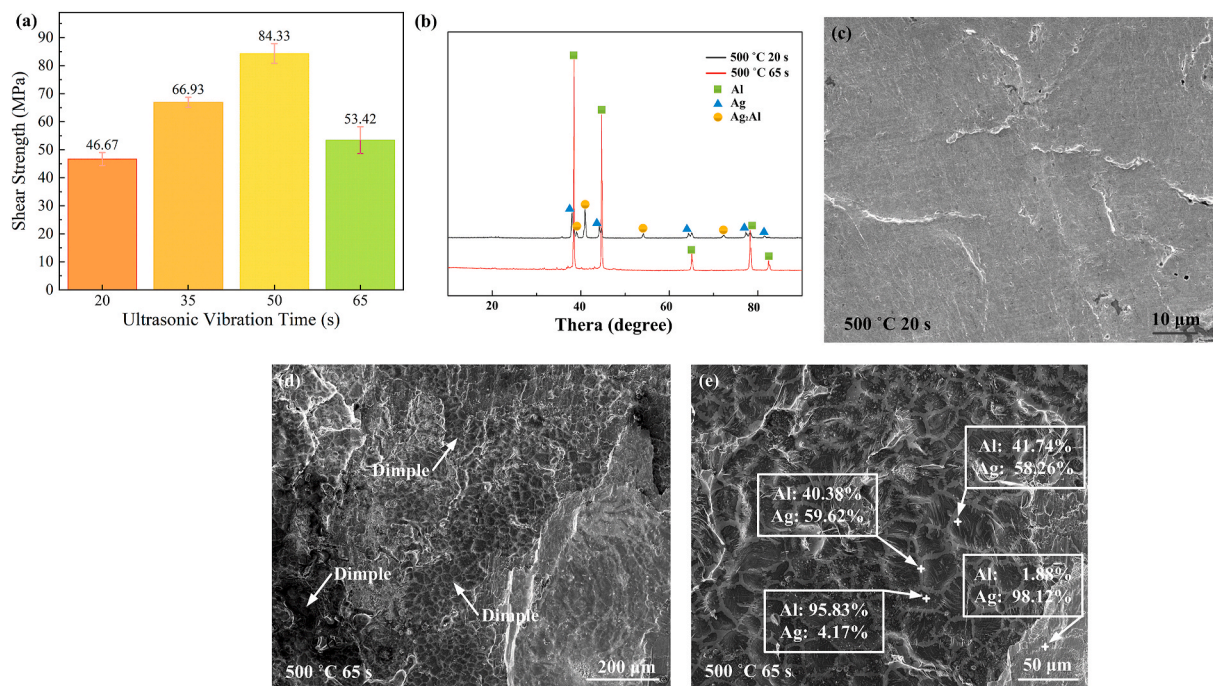 (a)
90
80
70
60
50
40
30
20
10
0
Shear Strength (MPa)
46.67
66.93
84.33
53.42
20
35
50
65
Ultrasonic Vibration Time (s)
(b)
500 ˚C 20 s
500 ˚C 65 s
Al
Ag
Ag₂Al
20
40
60
80
Thera (degree)
(c)
500 ˚C 20 s
10 μm
(d)
Dimple
Dimple
Dimple
500 ˚C 65 s
200 μm
(e)
Al: 41.74%
Ag: 58.26%
Al: 40.38%
Ag: 59.62%
Al: 1.88%
Ag: 98.12%
Al: 95.83%
Ag: 4.17%
500 ˚C 65 s
50 μm